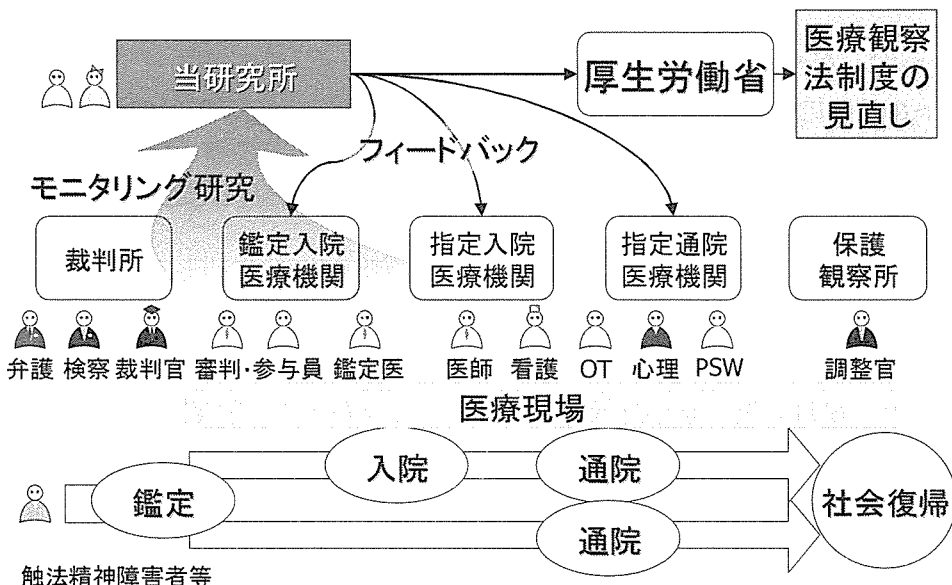 当研究所
厚生労働省
医療観察
法制度の
見直し
フィードバック
モニタリング研究
裁判所
鑑定入院
医療機関
指定入院
医療機関
指定通院
医療機関
保護
観察所
弁護 検察 裁判官 審判・参与員 鑑定医 医師 看護 OT 心理 PSW 調整官
医療現場
入院 通院
鑑定
社会復帰
通院
触法精神障害者等